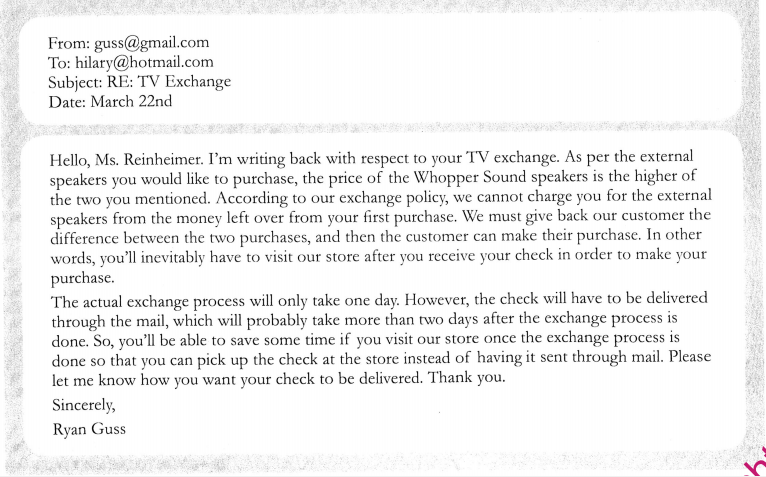 From: guss@gmail.com
To: hilary@hotmail.com
Subject: RE: TV Exchange
Date: March 22nd
Hello, Ms. Reinheimer. I'm writing back with respect to your TV exchange. As per the external
speakers you would like to purchase, the price of the Whopper Sound speakers is the higher of
the two you mentioned. According to our exchange policy, we cannot charge you for the external
speakers from the money left over from your first purchase. We must give back our customer the
difference between the two purchases, and then the customer can make their purchase. In other
words, you'll inevitably have to visit our store after you receive your check in order to make your
purchase.
The actual exchange process will only take one day. However, the check will have to be delivered
through the mail, which will probably take more than two days after the exchange process is
done. So, you'll be able to save some time if you visit our store once the exchange process is
done so that you can pick up the check at the store instead of having it sent through mail. Please
let me know how you want your check to be delivered. Thank you.
Sincerely,
Ryan Guss